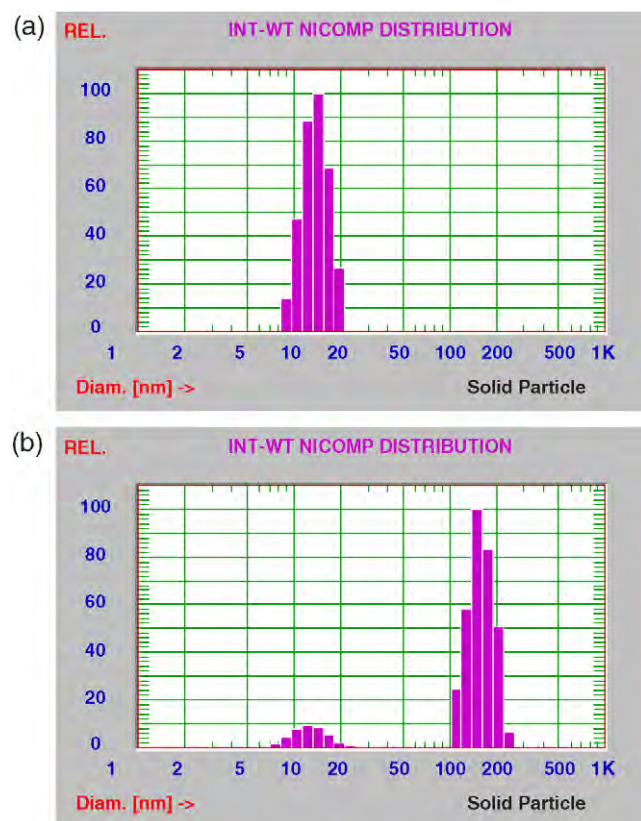 (a)
REL. INT-WT NICOMP DISTRIBUTION
100
80
60
40
20
0
1 2 5 10 20 50 100 200 500 1K
Diam. [nm] -> Solid Particle
(b)
REL. INT-WT NICOMP DISTRIBUTION
100
80
60
40
20
0
1 2 5 10 20 50 100 200 500 1K
Diam. [nm] -> Solid Particle